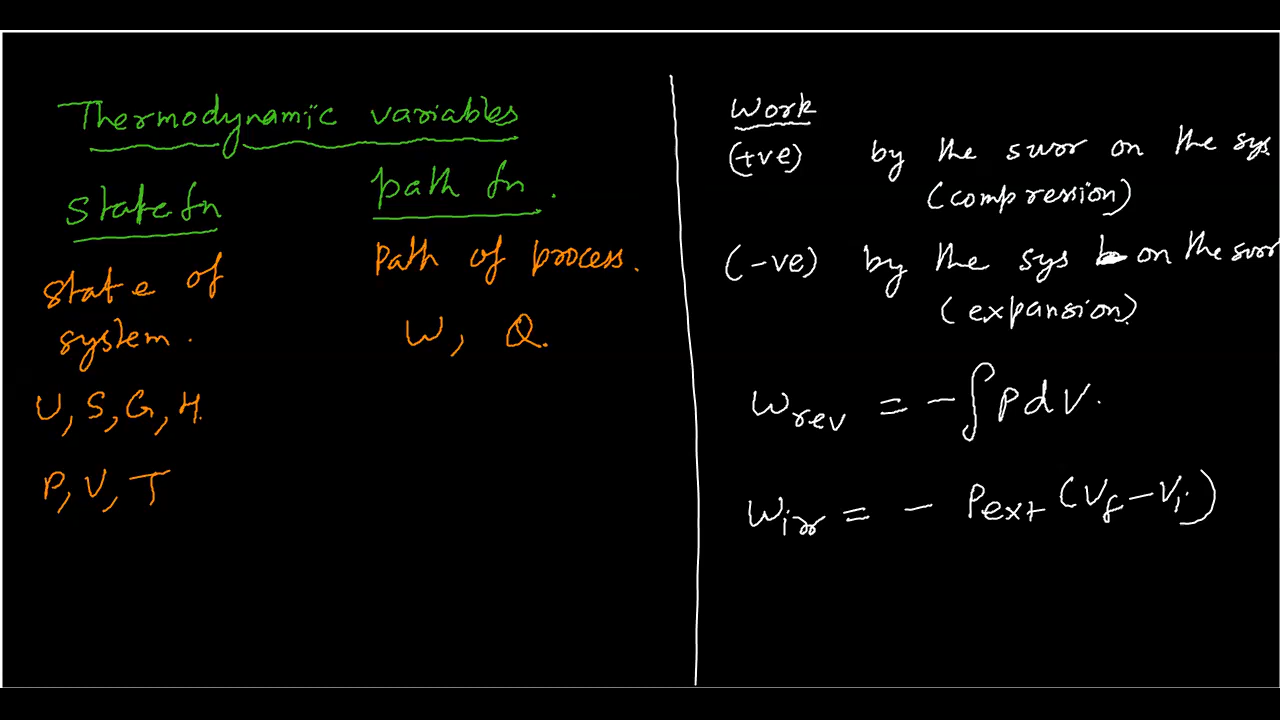 Thermodynamic variables
State fn
state of
system.
U, S, G, H.
P, V, T
path fn.
Path of process.
W, Q.
Work
(+ve) by the surr on the sys
(compression)
(-ve) by the sys on the surr
(expansion)
Wrev = -∫PdV.
Wirr = - Pext (Vf - Vi)